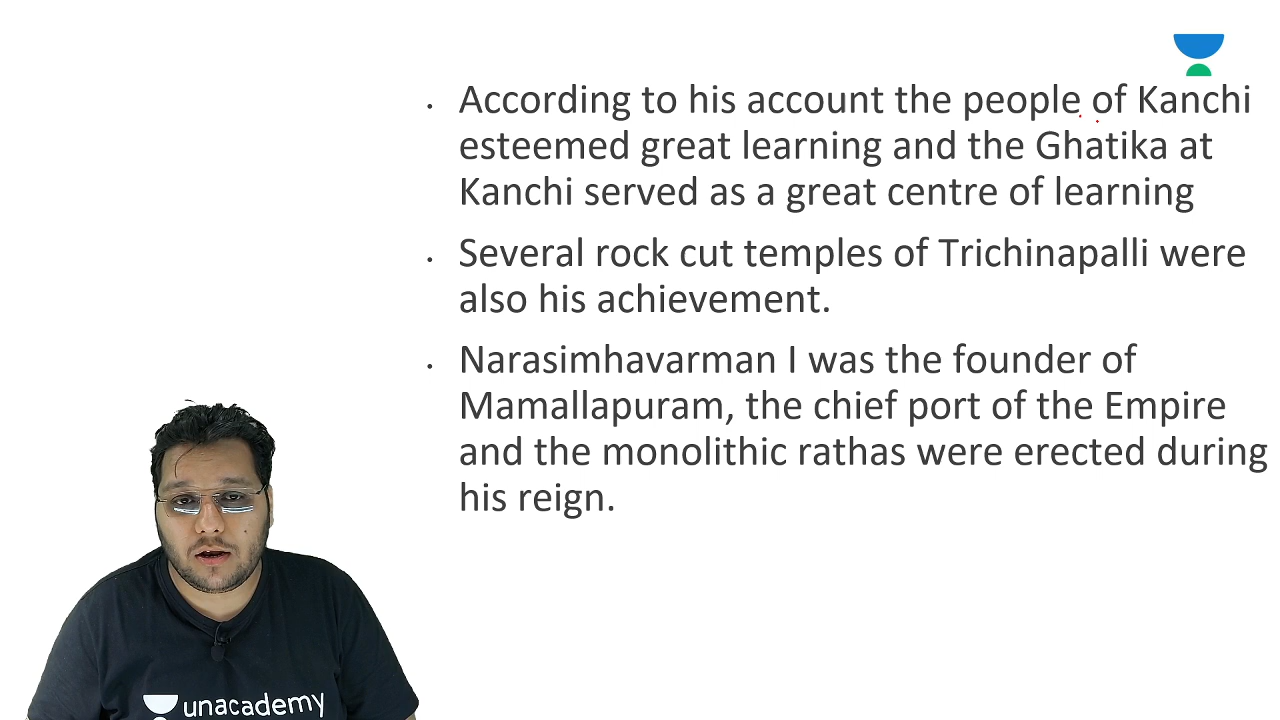 According to his account the people of Kanchi
esteemed great learning and the Ghatika at
Kanchi served as a great centre of learning
Several rock cut temples of Trichinapalli were
also his achievement.
Narasimhavarman I was the founder of
Mamallapuram, the chief port of the Empire
and the monolithic rathas were erected during
his reign.
unacademy